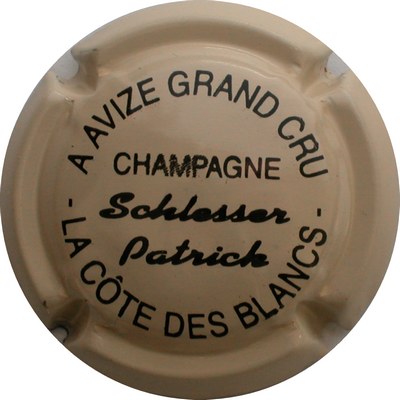 A AVIZE GRAND CRU
CHAMPAGNE
Schlesser
Patrick
- LA CÔTE DES BLANCS -